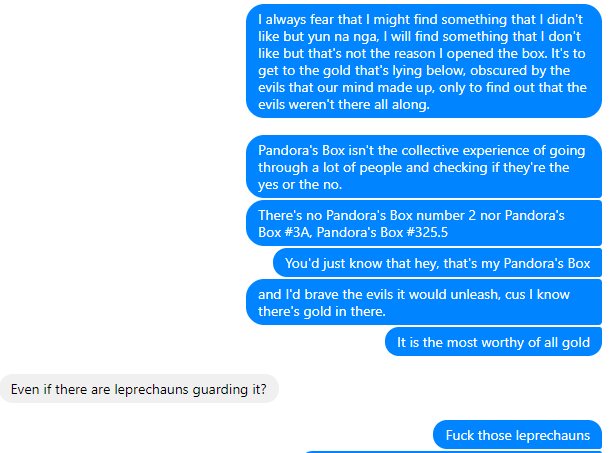 I always fear that I might find something that I didn't
like but yun na nga, I will find something that I don't
like but that's not the reason I opened the box. It's to
get to the gold that's lying below, obscured by the
evils that our mind made up, only to find out that the
evils weren't there all along.
Pandora's Box isn't the collective experience of going
through a lot of people and checking if they're the
yes or the no.
There's no Pandora's Box number 2 nor Pandora's
Box #3A, Pandora's Box #325.5
You'd just know that hey, that's my Pandora's Box
and I'd brave the evils it would unleash, cus I know
there's gold in there.
It is the most worthy of all gold
Even if there are leprechauns guarding it?
Fuck those leprechauns